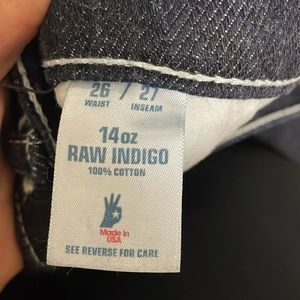 26 / 27
WAIST INSEAM
14oz
RAW INDIGO
100% COTTON
Made in
USA
SEE REVERSE FOR CARE